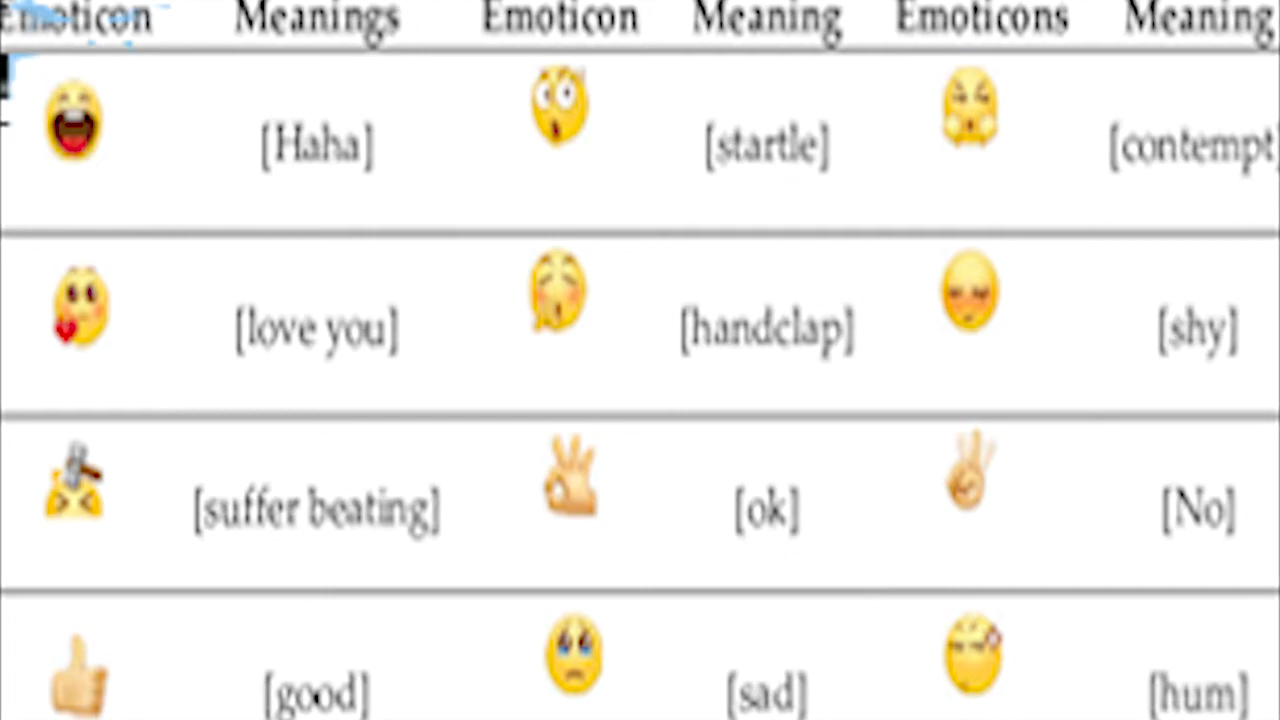 Emoticon Meanings Emoticon Meaning Emoticons Meaning
[Haha] [startle] [contempt]
[love you] [handclap] [shy]
[suffer beating] [ok] [No]
[good] [sad] [hum]